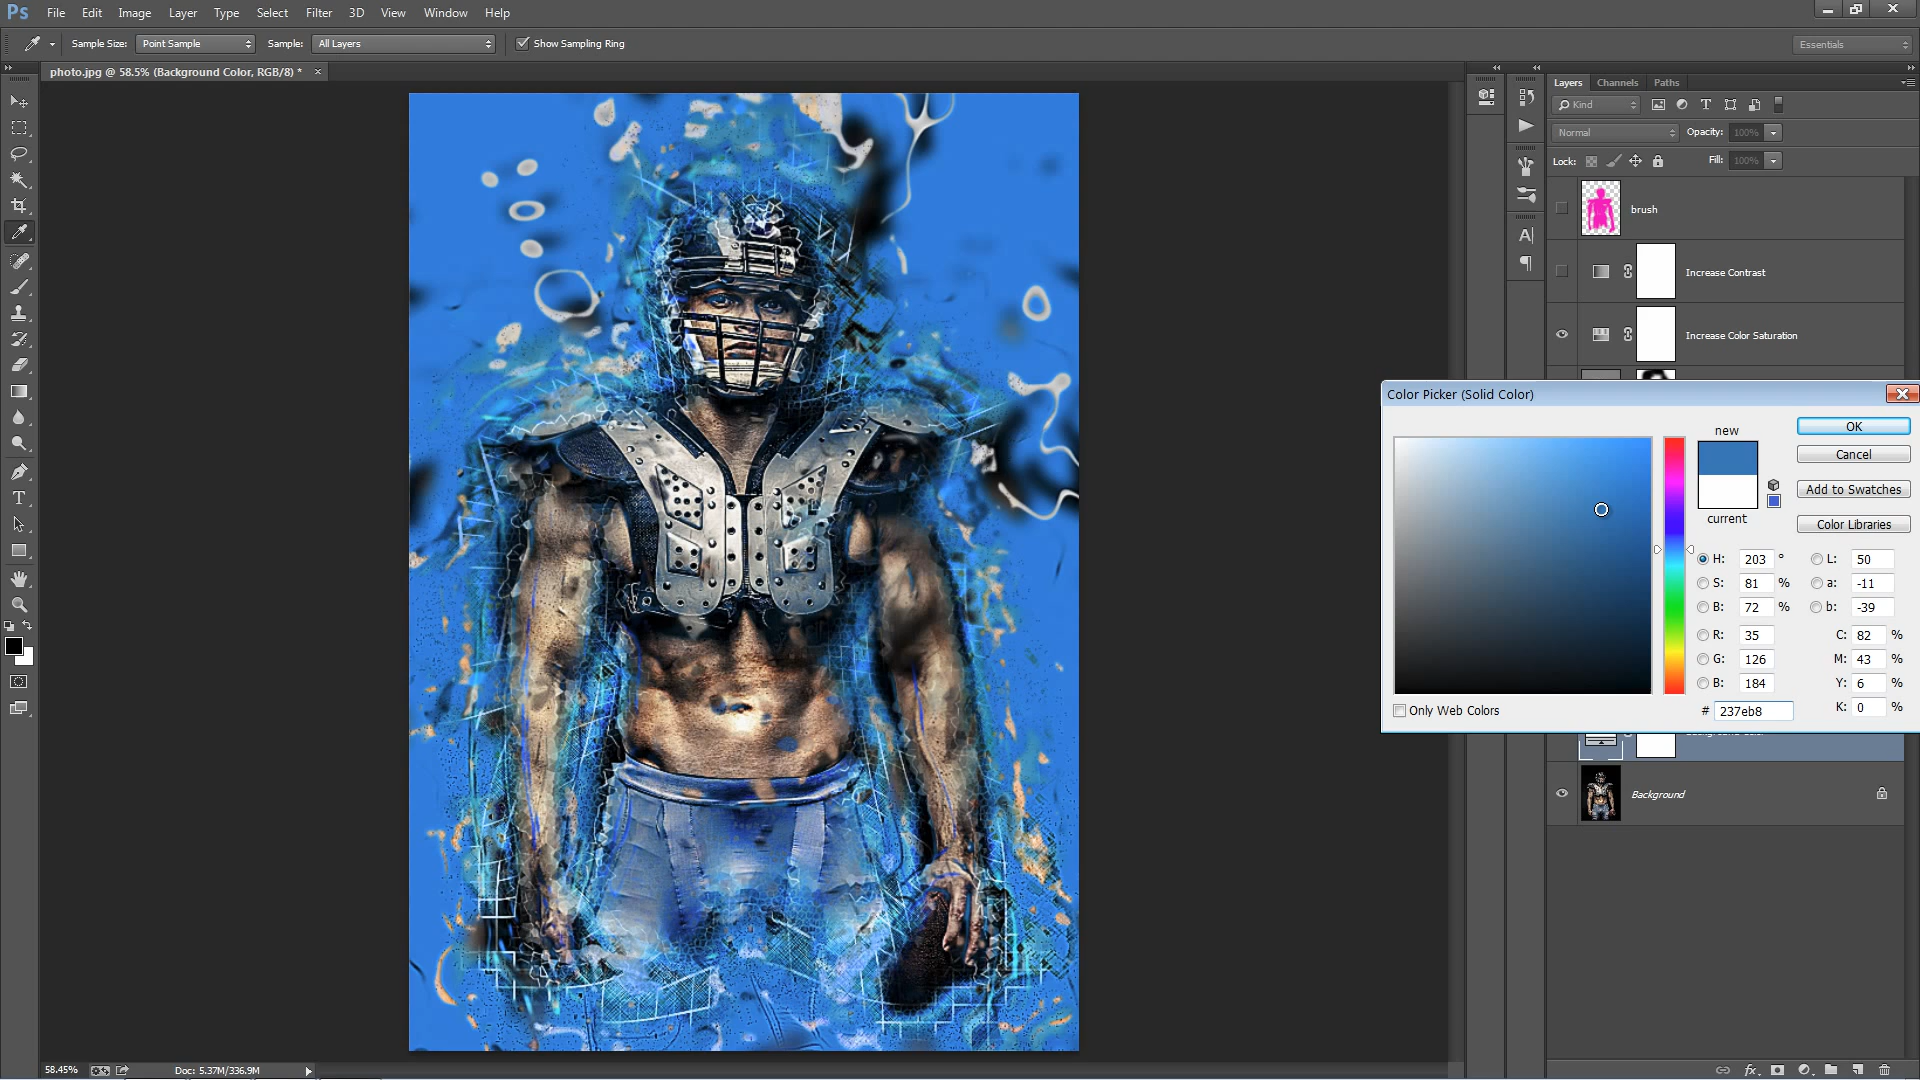 Ps File Edit Image Layer Type Select Filter 3D View Window Help
Sample Size: Point Sample Sample: All Layers Show Sampling Ring Essentials
photo.jpg @ 58.5% (Background Color, RGB/8) * ×
Layers Channels Paths
Kind T
Normal Opacity: 100%
Lock: Fill: 100%
brush
Increase Contrast
Increase Color Saturation
Color Picker (Solid Color)
new
current
OK
Cancel
Add to Swatches
Color Libraries
H: 203 ° L: 50
S: 81 % a: -11
B: 72 % b: -39
R: 35 C: 82 %
G: 126 M: 43 %
B: 184 Y: 6 %
# 237eb8 K: 0 %
Only Web Colors
Background
58.45% Doc: 5.37M/336.9M
fx